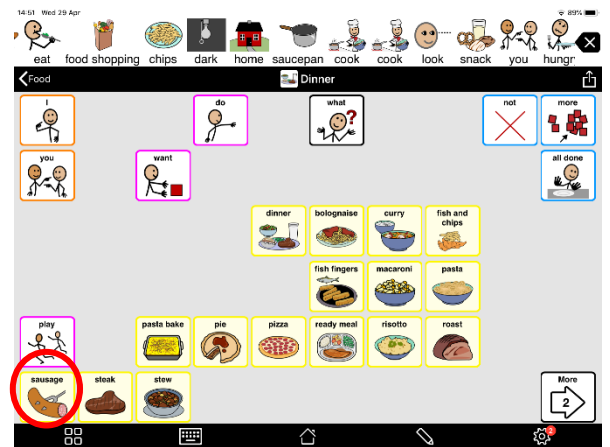 14:51 Wed 29 Apr 89%
eat food shopping chips dark home saucepan cook cook look snack you hungr
Food Dinner
I do what not more
you want all done
dinner bolognaise curry fish and
chips
fish fingers macaroni pasta
play pasta bake pie pizza ready meal risotto roast
sausage steak stew More
2
2